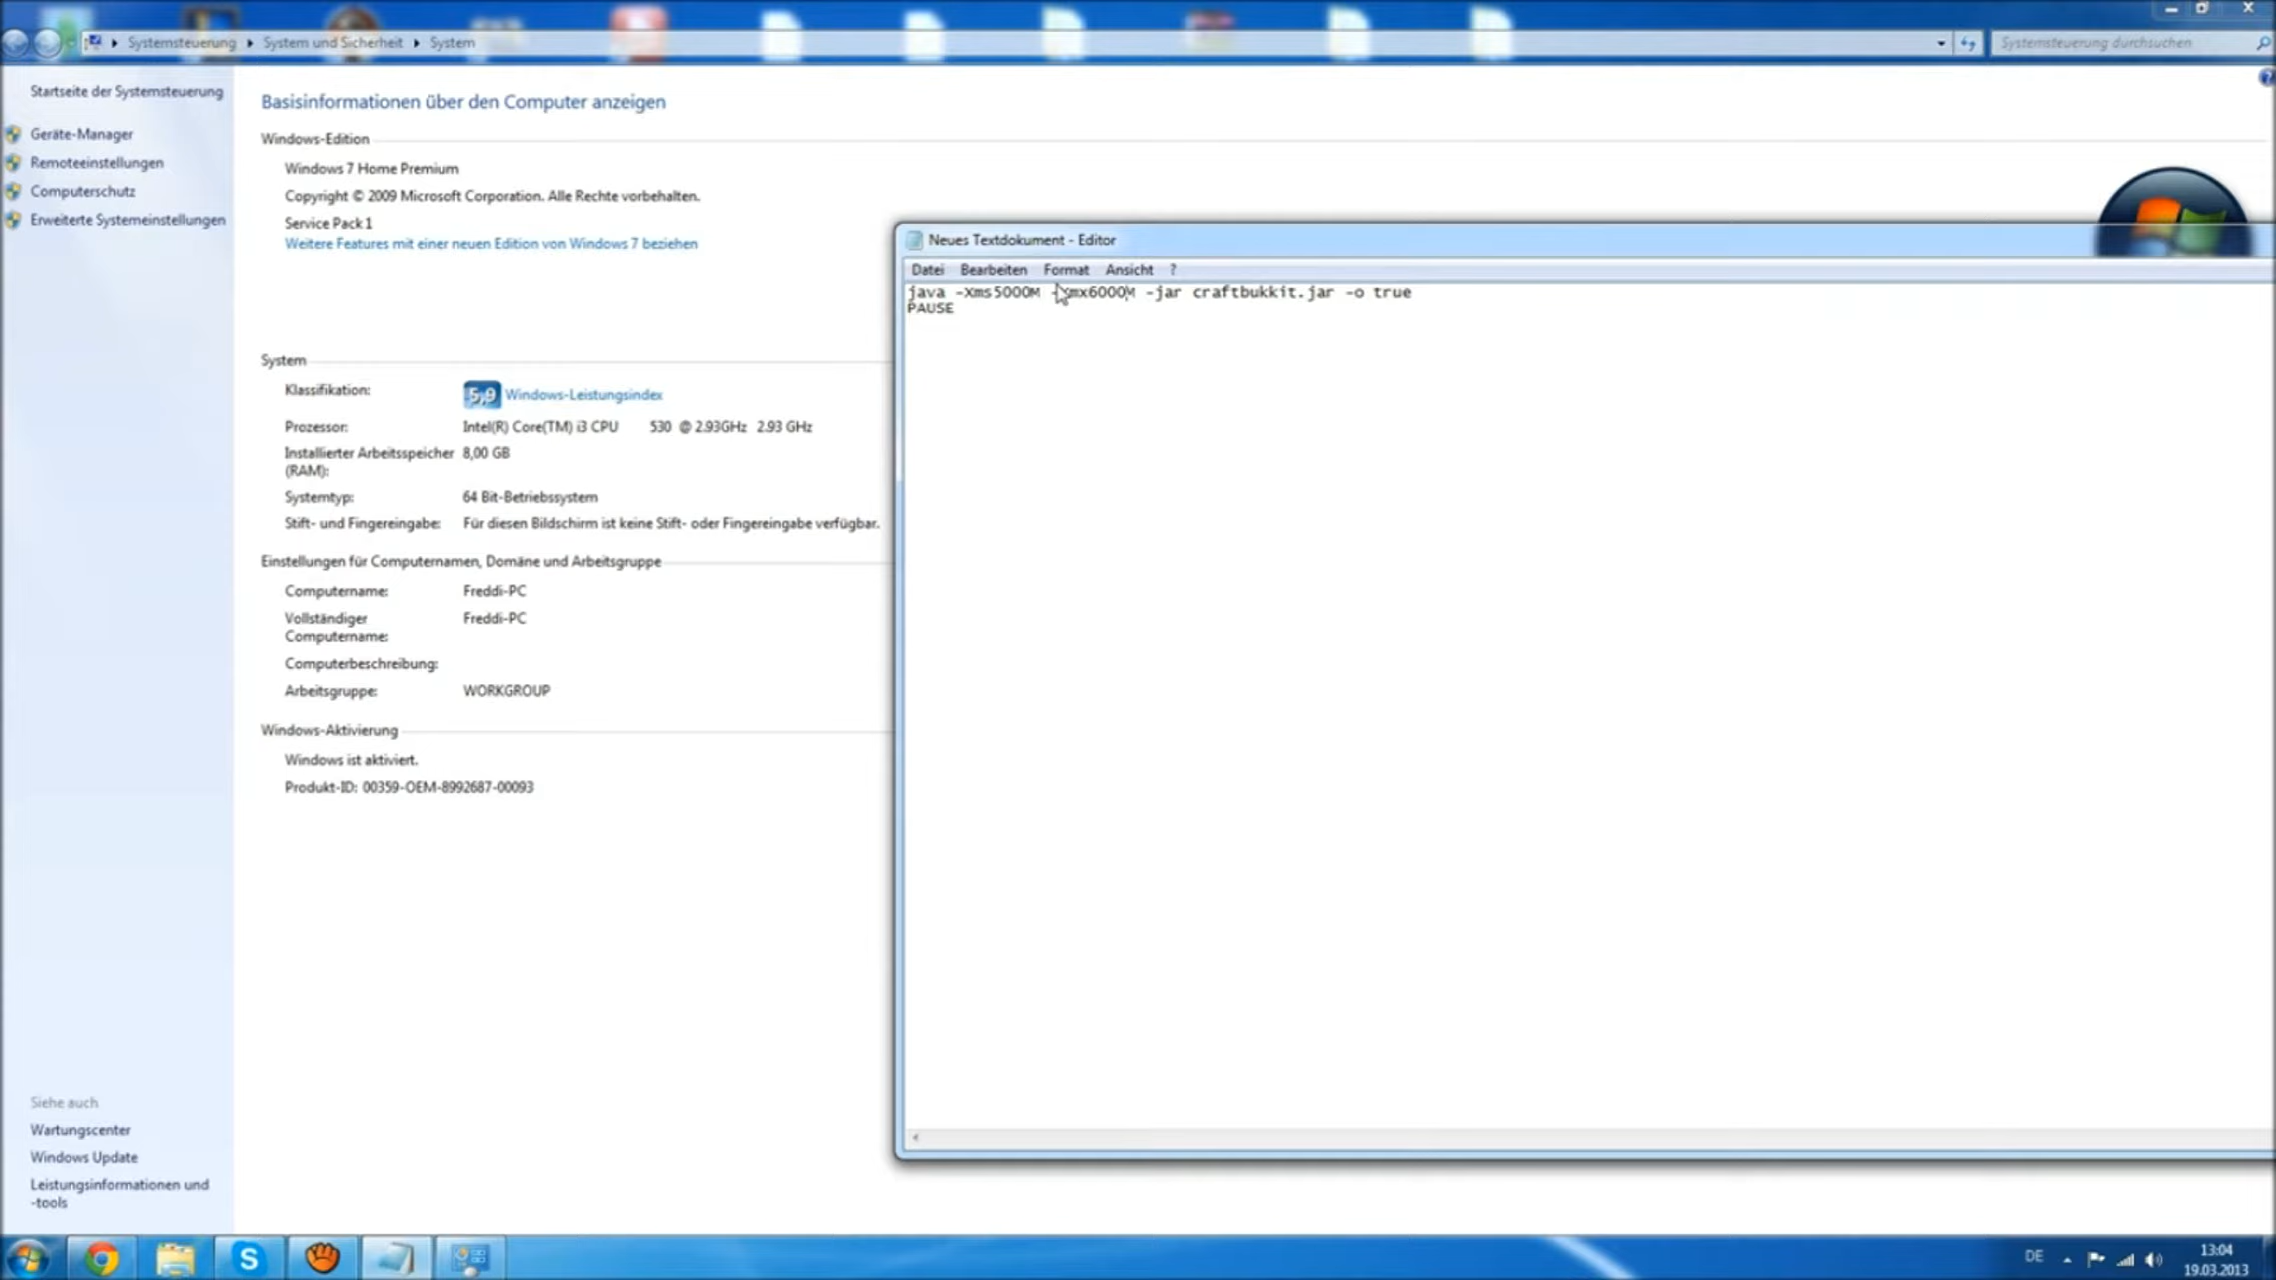 Systemsteuerung System und Sicherheit System
Systemsteuerung durchsuchen
Startseite der Systemsteuerung
Geräte-Manager
Remoteeinstellungen
Computerschutz
Erweiterte Systemeinstellungen
Basisinformationen über den Computer anzeigen
Windows-Edition
Windows 7 Home Premium
Copyright © 2009 Microsoft Corporation. Alle Rechte vorbehalten.
Service Pack 1
Weitere Features mit einer neuen Edition von Windows 7 beziehen
System
Klassifikation: 5,9 Windows-Leistungsindex
Prozessor: Intel(R) Core(TM) i3 CPU 530 @ 2.93GHz 2.93 GHz
Installierter Arbeitsspeicher 8,00 GB
(RAM):
Systemtyp: 64 Bit-Betriebssystem
Stift- und Fingereingabe: Für diesen Bildschirm ist keine Stift- oder Fingereingabe verfügbar.
Einstellungen für Computernamen, Domäne und Arbeitsgruppe
Computername: Freddi-PC
Vollständiger Freddi-PC
Computername:
Computerbeschreibung:
Arbeitsgruppe: WORKGROUP
Windows-Aktivierung
Windows ist aktiviert.
Produkt-ID: 00359-OEM-8992687-00093
Siehe auch
Wartungscenter
Windows Update
Leistungsinformationen und
-tools
Neues Textdokument - Editor
Datei Bearbeiten Format Ansicht ?
java -Xms5000M -Xmx6000M -jar craftbukkit.jar -o true
PAUSE
DE
13:04
19.03.2013